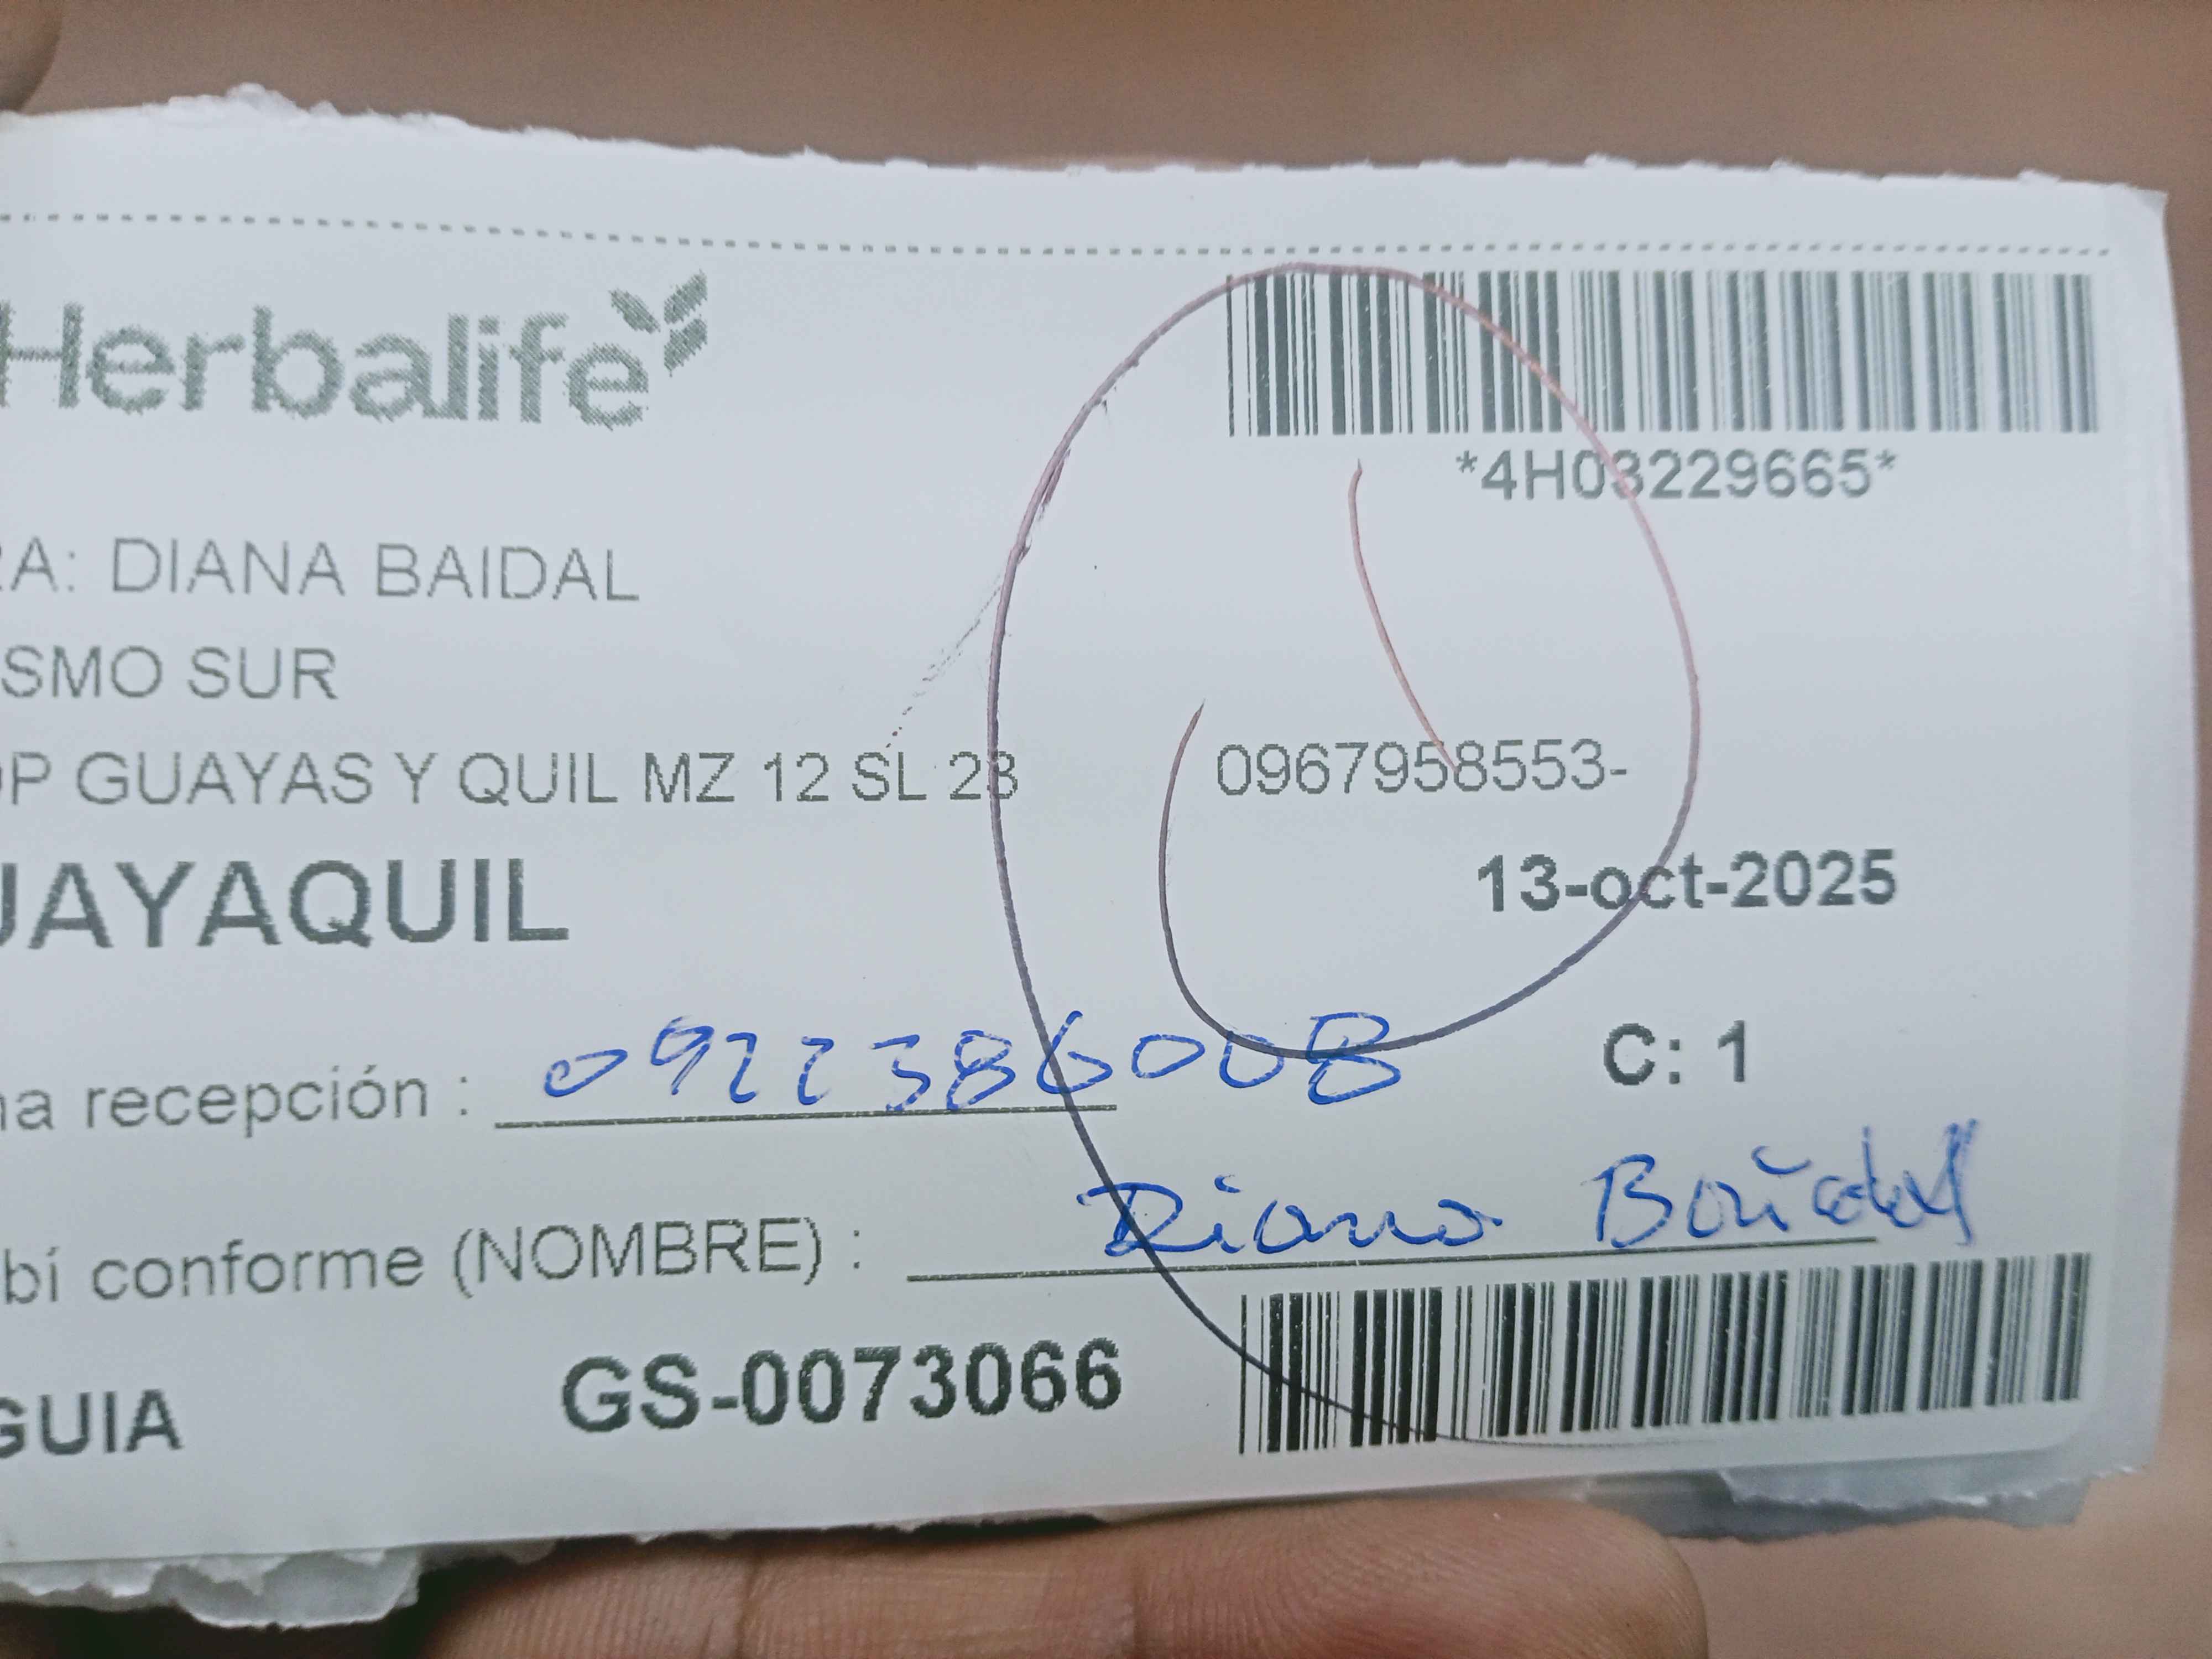 Herbalife
*4H03229665*
RA: DIANA BAIDAL
SMO SUR
OP GUAYAS Y QUIL MZ 12 SL 23 0967958553-
UAYAQUIL 13-oct-2025
na recepción : 0922386008 C: 1
bí conforme (NOMBRE) : Diana Baidal
GUIA GS-0073066